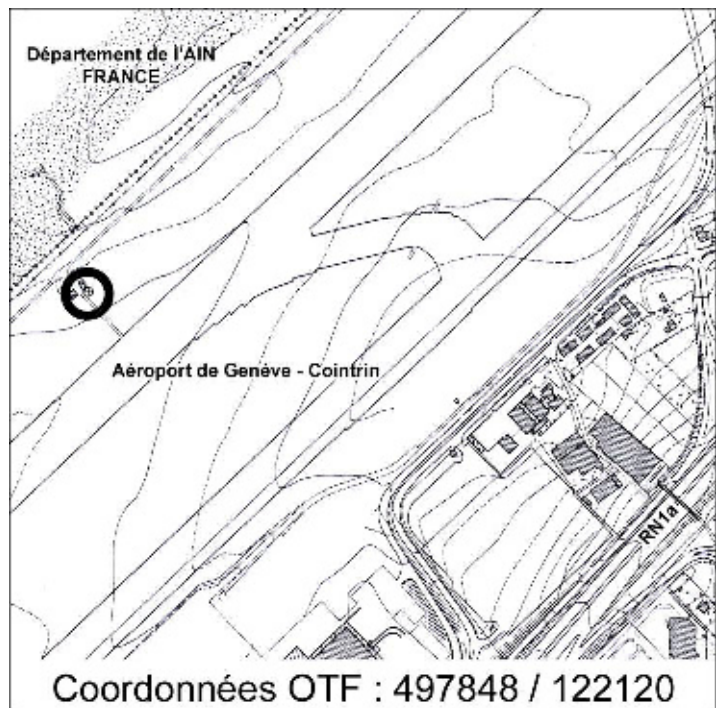 Département de l'AIN
FRANCE
Aéroport de Genève - Cointrin
RN1a
Coordonnées OTF : 497848 / 122120